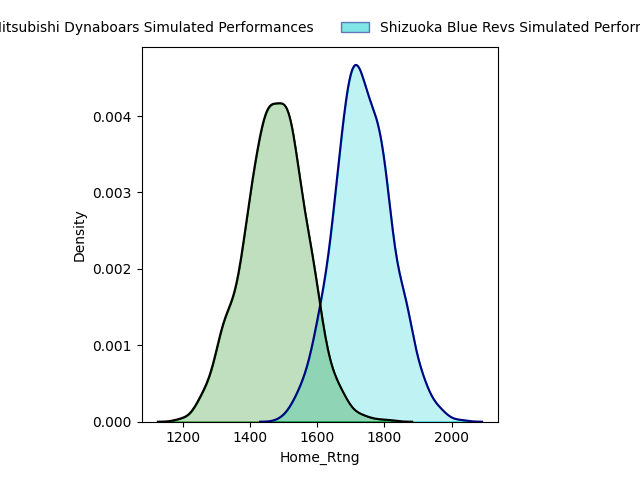 itsubishi Dynaboars Simulated Performances Shizuoka Blue Revs Simulated Perfor
0.004
0.003
0.002
0.001
0.000
Density
1200 1400 1600 1800 2000
Home_Rtng